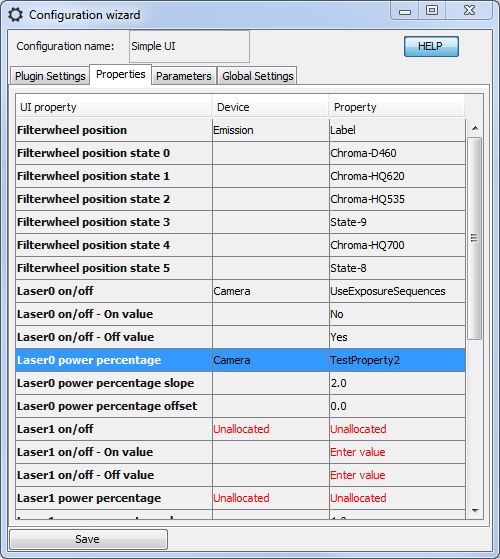 Configuration wizard
Configuration name: Simple UI HELP
Plugin Settings Properties Parameters Global Settings
UI property Device Property
Filterwheel position Emission Label
Filterwheel position state 0 Chroma-D460
Filterwheel position state 1 Chroma-HQ620
Filterwheel position state 2 Chroma-HQ535
Filterwheel position state 3 State-9
Filterwheel position state 4 Chroma-HQ700
Filterwheel position state 5 State-8
Laser0 on/off Camera UseExposureSequences
Laser0 on/off - On value No
Laser0 on/off - Off value Yes
Laser0 power percentage Camera TestProperty2
Laser0 power percentage slope 2.0
Laser0 power percentage offset 0.0
Laser1 on/off Unallocated Unallocated
Laser1 on/off - On value Enter value
Laser1 on/off - Off value Enter value
Laser1 power percentage Unallocated Unallocated
Save